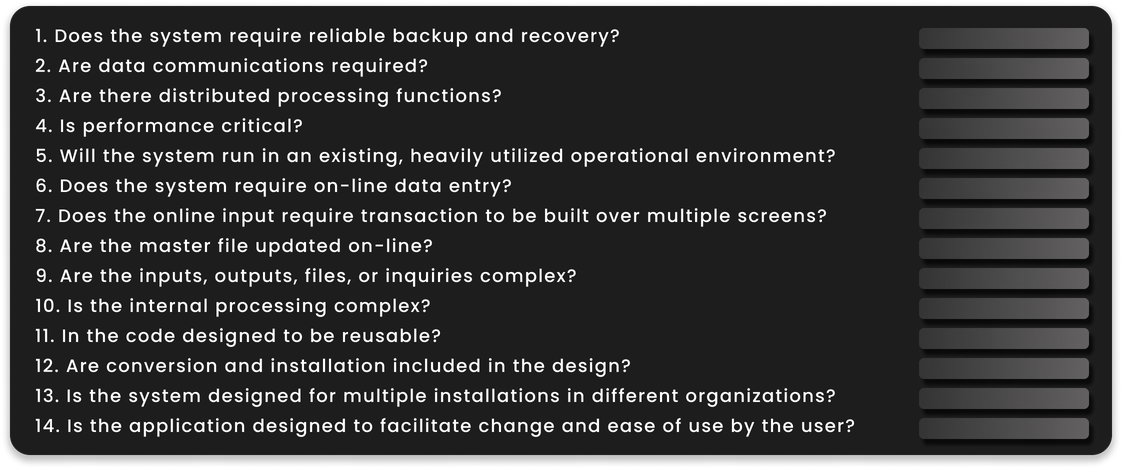 1. Does the system require reliable backup and recovery?
2. Are data communications required?
3. Are there distributed processing functions?
4. Is performance critical?
5. Will the system run in an existing, heavily utilized operational environment?
6. Does the system require on-line data entry?
7. Does the online input require transaction to be built over multiple screens?
8. Are the master file updated on-line?
9. Are the inputs, outputs, files, or inquiries complex?
10. Is the internal processing complex?
11. In the code designed to be reusable?
12. Are conversion and installation included in the design?
13. Is the system designed for multiple installations in different organizations?
14. Is the application designed to facilitate change and ease of use by the user?